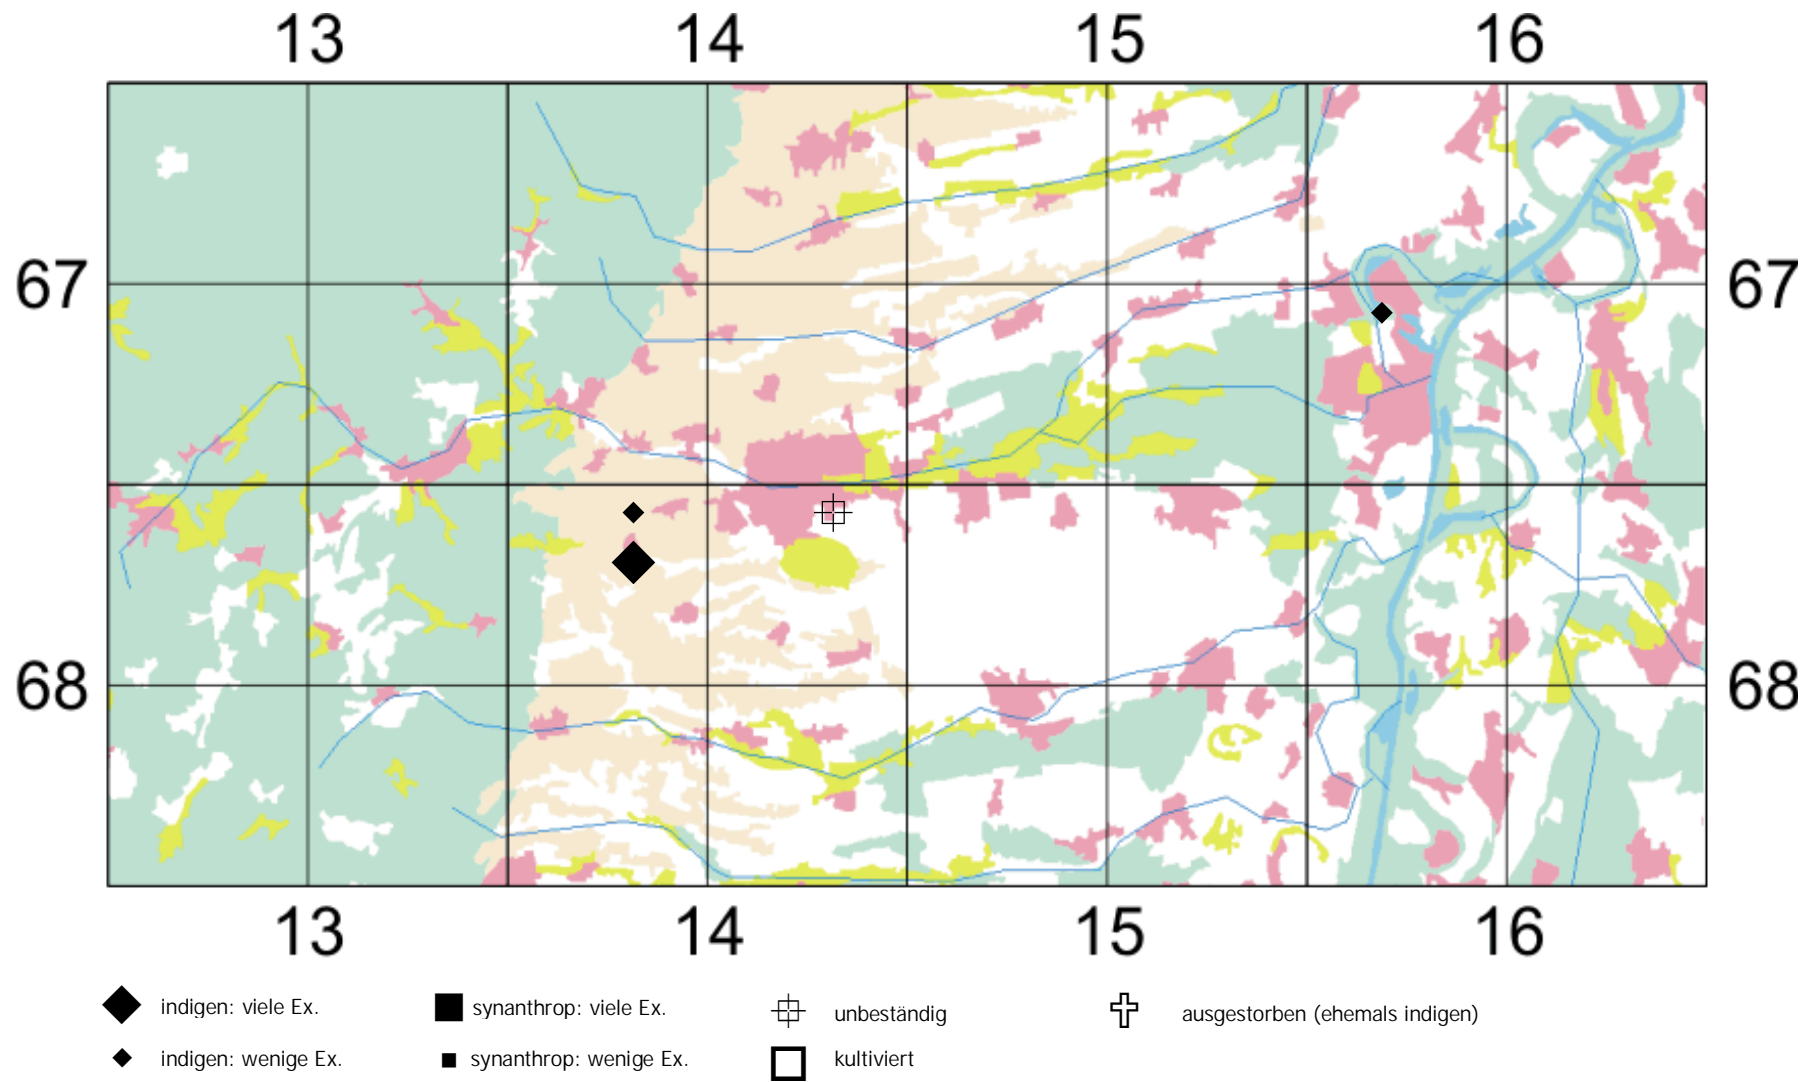 13 14 15 16
67 67
68 68
13 14 15 16
indigen: viele Ex. synanthrop: viele Ex. unbeständig ausgestorben (ehemals indigen)
indigen: wenige Ex. synanthrop: wenige Ex. kultiviert